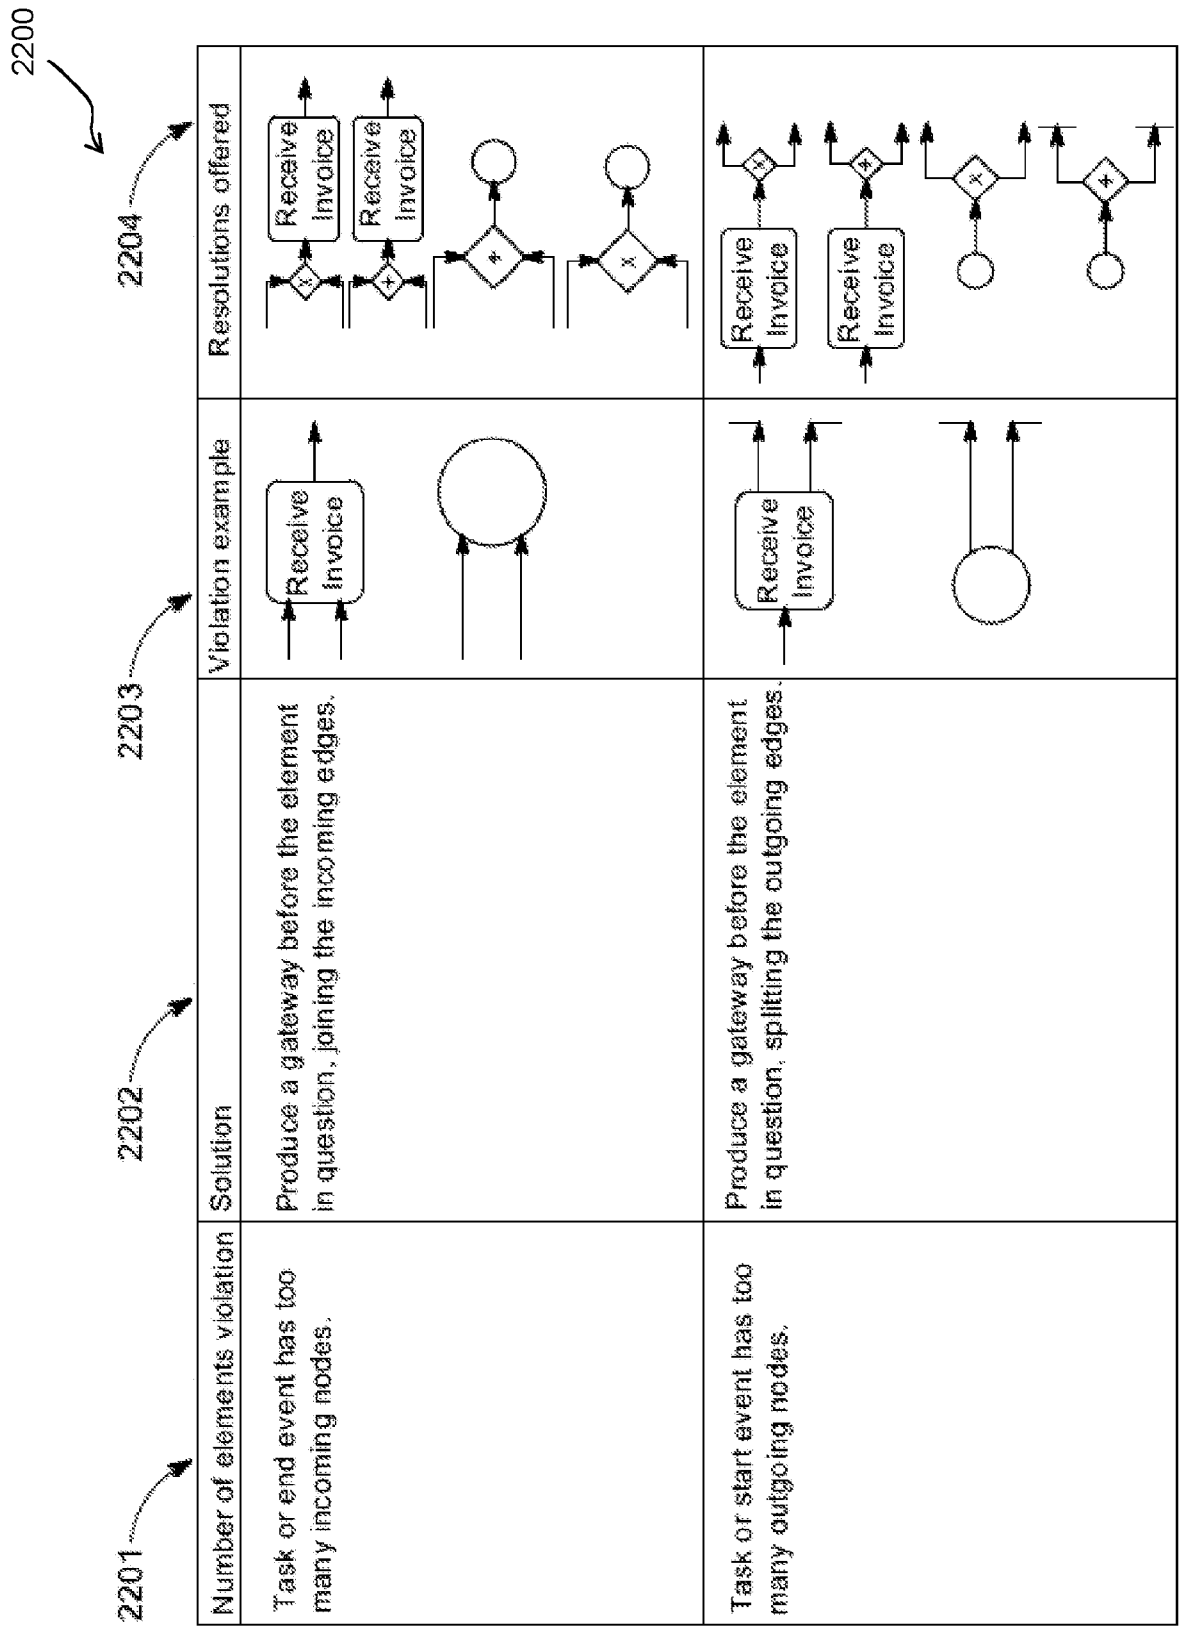 2200
2201
2202
2203
2204
Number of elements violation
Solution
Violation example
Resolutions offered
Task or end event has too
many incoming nodes.
Produce a gateway before the element
in question, joining the incoming edges.
Receive
Invoice
x
Receive
Invoice
+
Receive
Invoice
+
x
Task or start event has too
many outgoing nodes.
Produce a gateway before the element
in question, splitting the outgoing edges.
Receive
Invoice
Receive
Invoice
x
Receive
Invoice
+
x
+